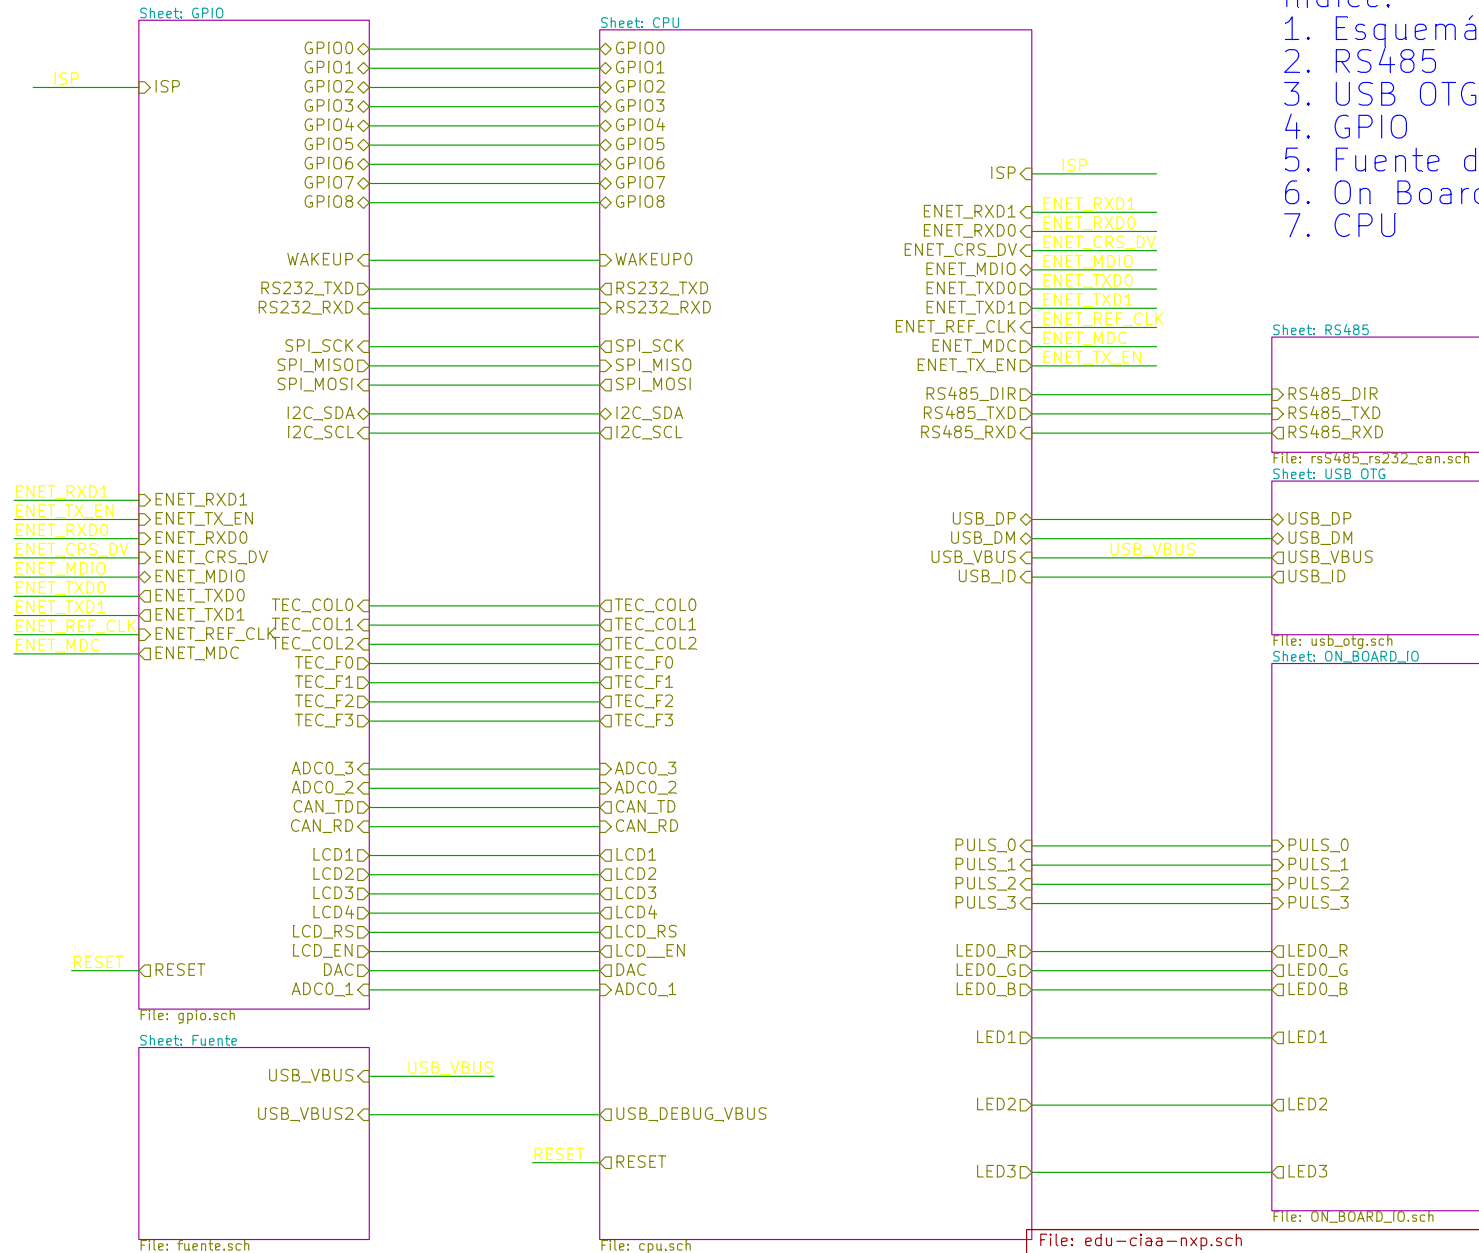 Sheet: GPIO
ISP
ISP
GPIO0
GPIO1
GPIO2
GPIO3
GPIO4
GPIO5
GPIO6
GPIO7
GPIO8
WAKEUP
RS232_TXD
RS232_RXD
SPI_SCK
SPI_MISO
SPI_MOSI
I2C_SDA
I2C_SCL
ENET_RXD1
ENET_TX_EN
ENET_RXD0
ENET_CRS_DV
ENET_MDIO
ENET_TXD0
ENET_TXD1
ENET_REF_CLK
ENET_MDC
ENET_RXD1
ENET_TX_EN
ENET_RXD0
ENET_CRS_DV
ENET_MDIO
ENET_TXD0
ENET_TXD1
ENET_REF_CLK
ENET_MDC
TEC_COL0
TEC_COL1
TEC_COL2
TEC_F0
TEC_F1
TEC_F2
TEC_F3
ADC0_3
ADC0_2
CAN_TD
CAN_RD
LCD1
LCD2
LCD3
LCD4
LCD_RS
LCD_EN
DAC
ADC0_1
RESET
RESET
File: gpio.sch
Sheet: Fuente
USB_VBUS
USB_VBUS
USB_VBUS2
File: fuente.sch
Sheet: CPU
GPIO0
GPIO1
GPIO2
GPIO3
GPIO4
GPIO5
GPIO6
GPIO7
GPIO8
WAKEUP0
RS232_TXD
RS232_RXD
SPI_SCK
SPI_MISO
SPI_MOSI
I2C_SDA
I2C_SCL
TEC_COL0
TEC_COL1
TEC_COL2
TEC_F0
TEC_F1
TEC_F2
TEC_F3
ADC0_3
ADC0_2
CAN_TD
CAN_RD
LCD1
LCD2
LCD3
LCD4
LCD_RS
LCD__EN
DAC
ADC0_1
USB_DEBUG_VBUS
RESET
RESET
ISP
ENET_RXD1
ENET_RXD0
ENET_CRS_DV
ENET_MDIO
ENET_TXD0
ENET_TXD1
ENET_REF_CLK
ENET_MDC
ENET_TX_EN
ISP
ENET_RXD1
ENET_RXD0
ENET_CRS_DV
ENET_MDIO
ENET_TXD0
ENET_TXD1
ENET_REF_CLK
ENET_MDC
ENET_TX_EN
RS485_DIR
RS485_TXD
RS485_RXD
USB_DP
USB_DM
USB_VBUS
USB_VBUS
USB_ID
PULS_0
PULS_1
PULS_2
PULS_3
LED0_R
LED0_G
LED0_B
LED1
LED2
LED3
File: cpu.sch
1. Esquemá
2. RS485
3. USB OTG
4. GPIO
5. Fuente d
6. On Board
7. CPU
Sheet: RS485
RS485_DIR
RS485_TXD
RS485_RXD
File: rsS485_rs232_can.sch
Sheet: USB OTG
USB_DP
USB_DM
USB_VBUS
USB_ID
File: usb_otg.sch
Sheet: ON_BOARD_IO
PULS_0
PULS_1
PULS_2
PULS_3
LED0_R
LED0_G
LED0_B
LED1
LED2
LED3
File: ON_BOARD_IO.sch
File: edu-ciaa-nxp.sch